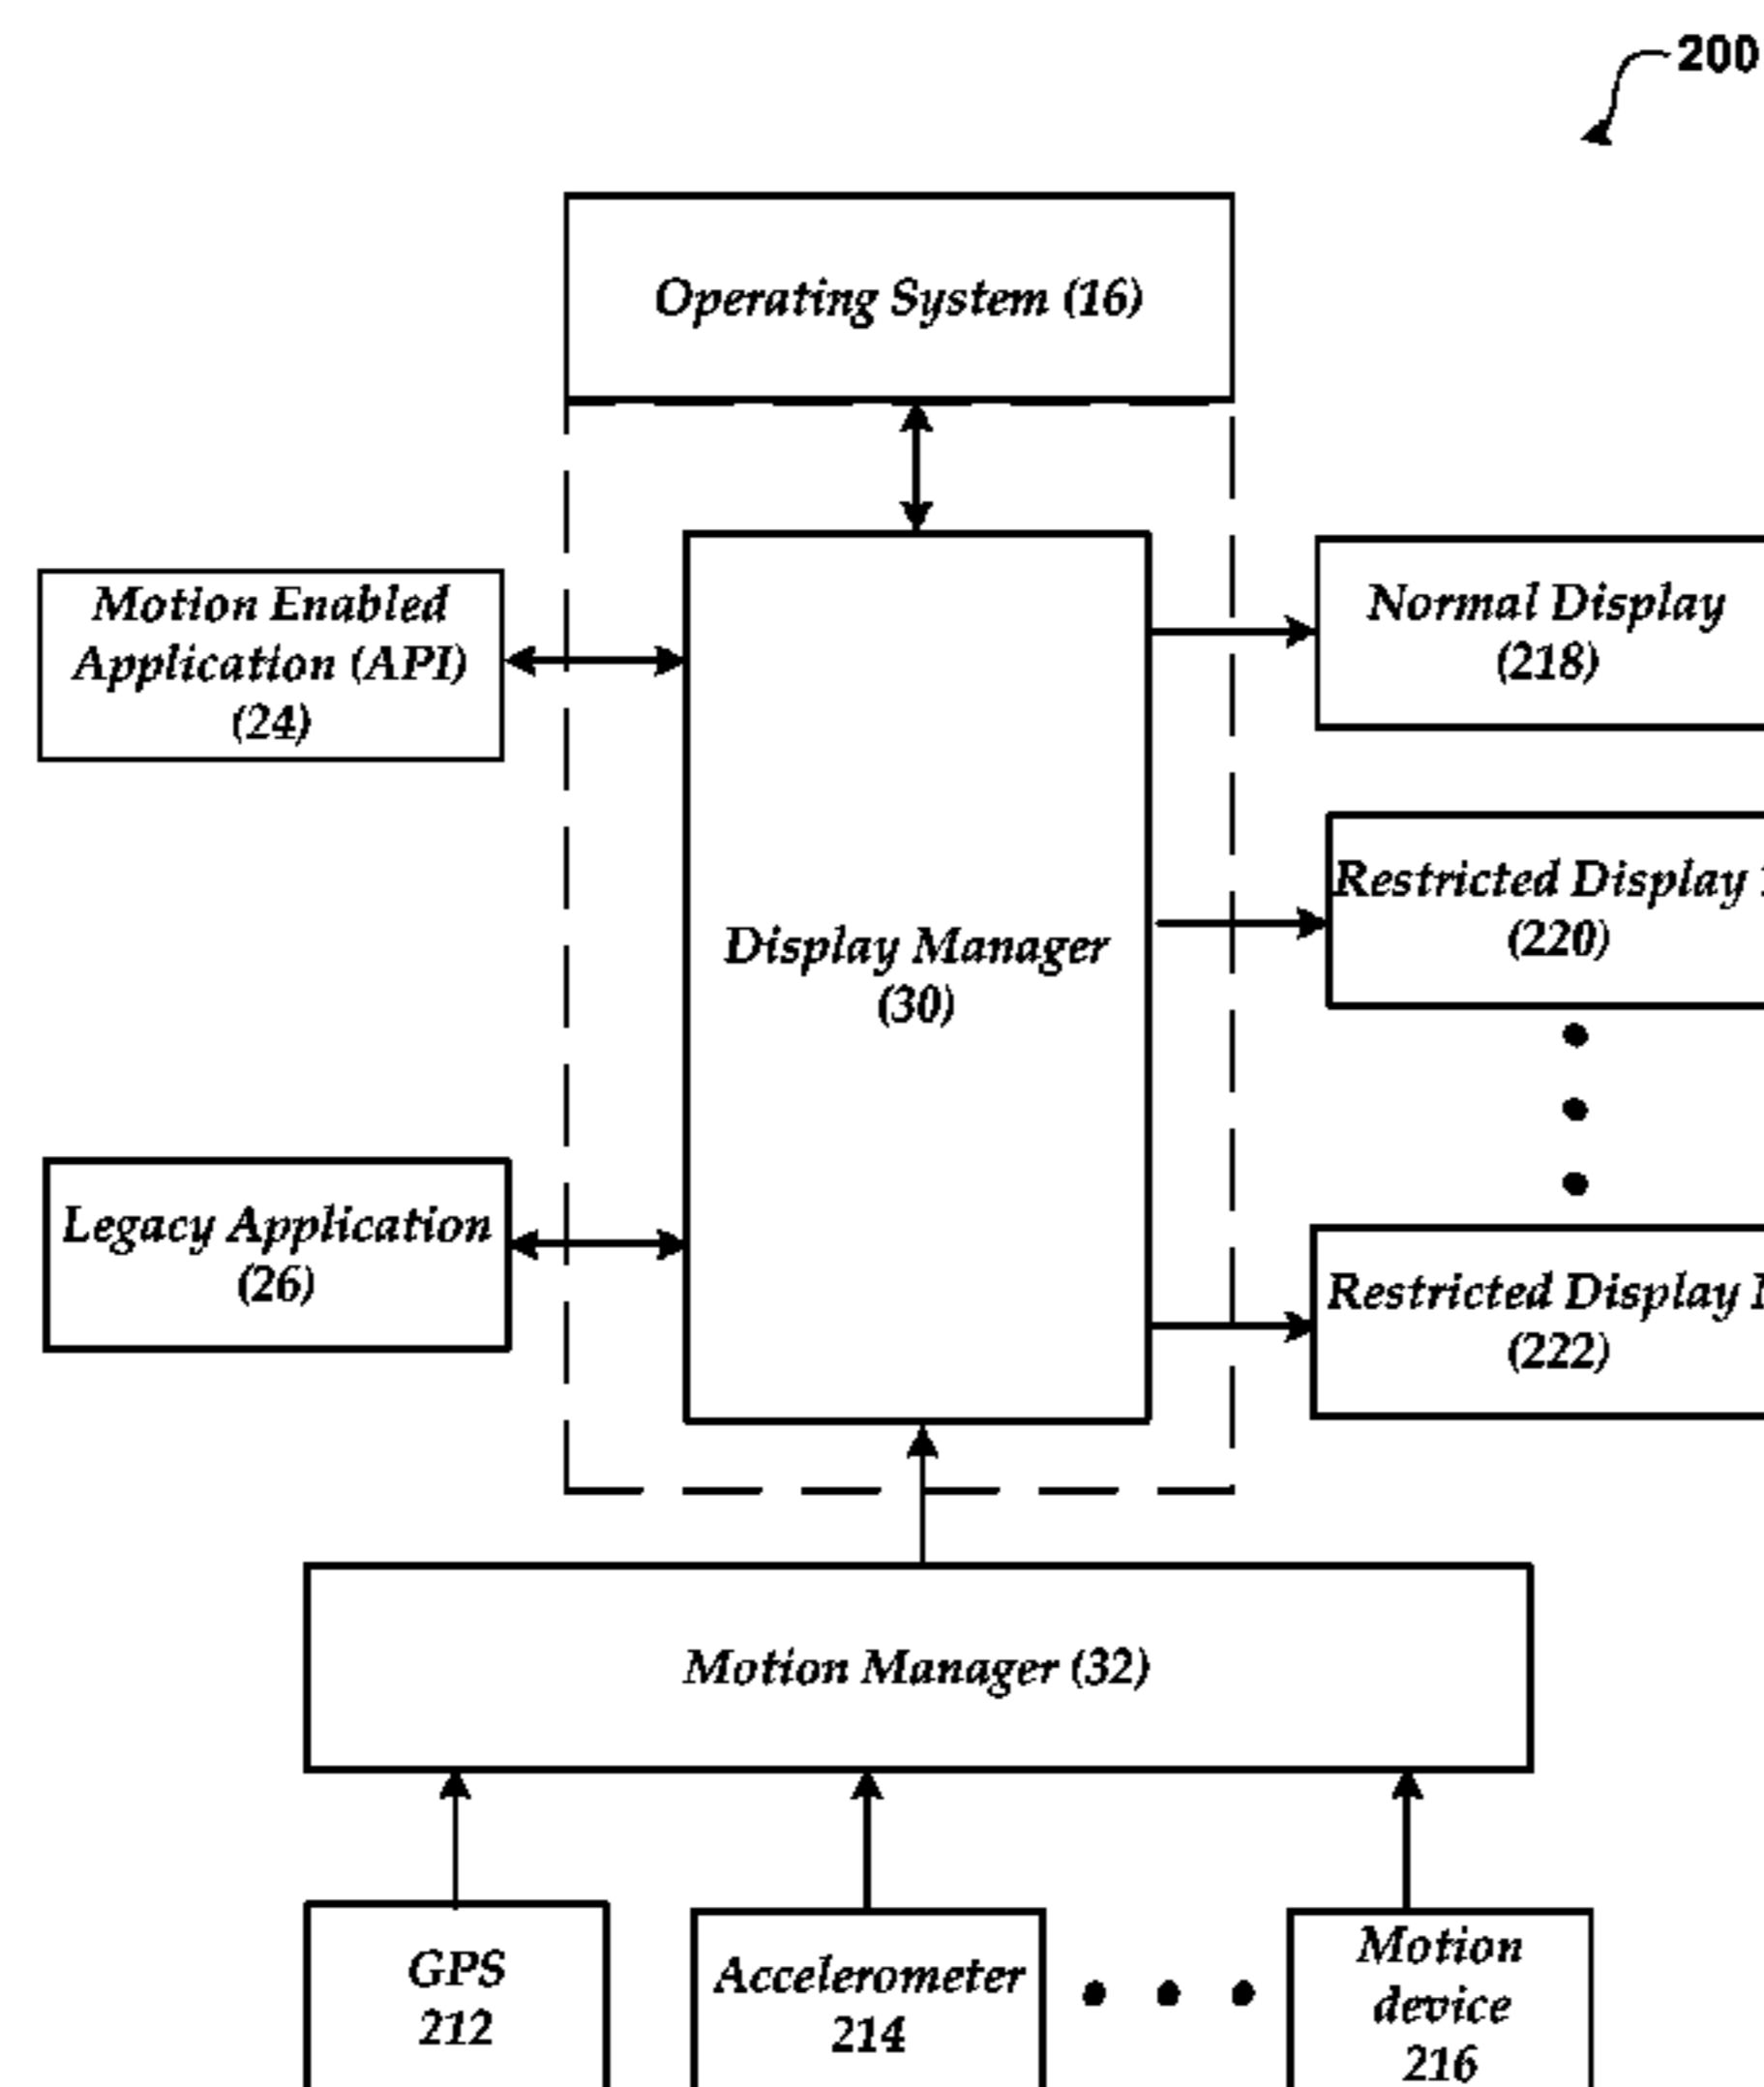 200
Operating System (16)
Motion Enabled
Application (API)
(24)
Normal Display
(218)
Restricted Display
(220)
Display Manager
(30)
Legacy Application
(26)
Restricted Display
(222)
Motion Manager (32)
GPS
212
Accelerometer
214
Motion
device
216